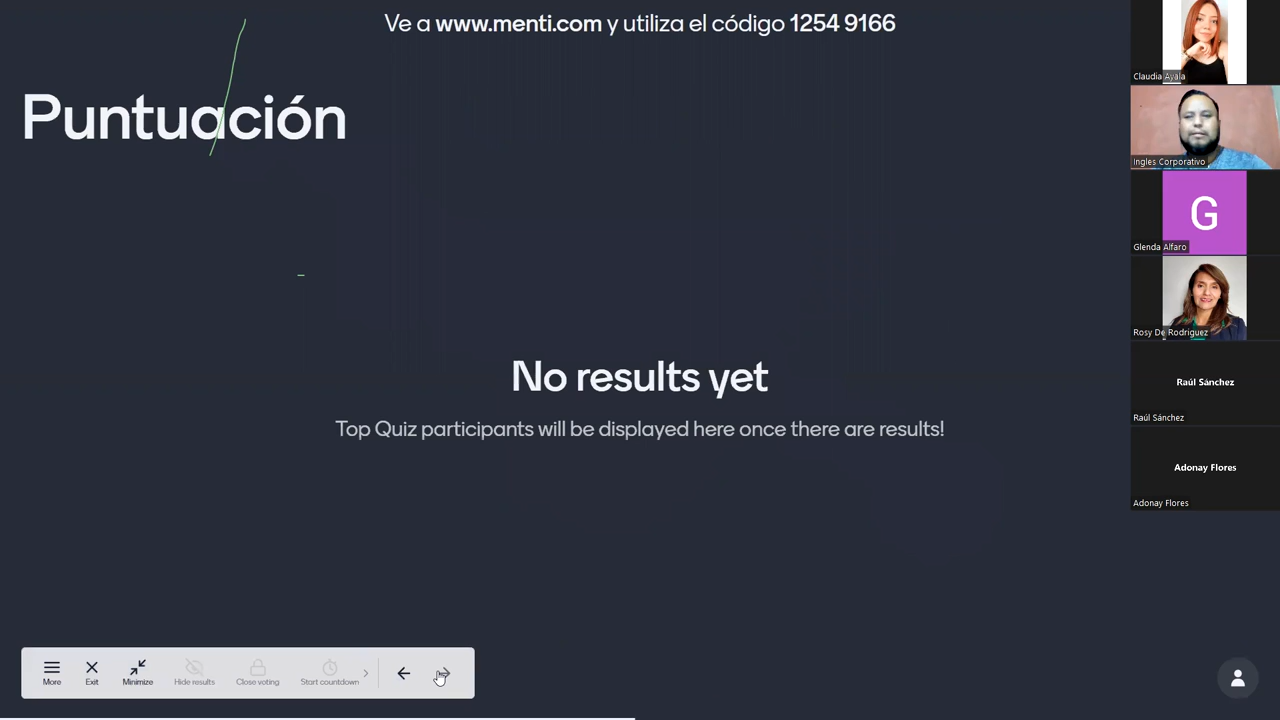 Ve a www.menti.com y utiliza el código 1254 9166
Puntuación
No results yet
Top Quiz participants will be displayed here once there are results!
More
Exit
Minimize
Hide results
Close voting
Start countdown
Claudia Ayala
Ingles Corporativo
G
Glenda Alfaro
Rosy De Rodriguez
Raúl Sánchez
Raúl Sánchez
Adonay Flores
Adonay Flores